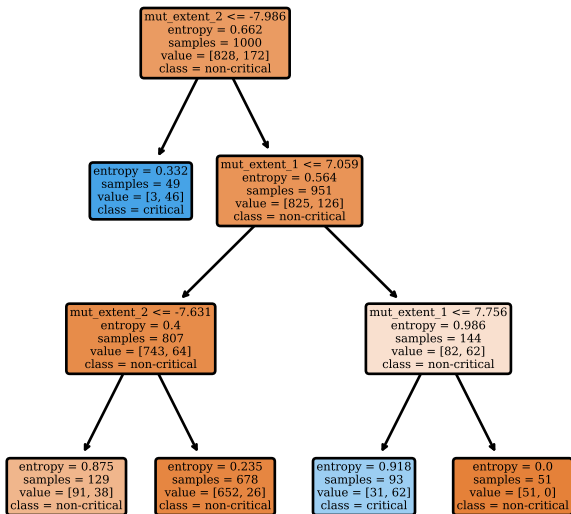 mut_extent_2 <= -7.986
entropy = 0.662
samples = 1000
value = [828, 172]
class = non-critical
entropy = 0.332
samples = 49
value = [3, 46]
class = critical
mut_extent_1 <= 7.059
entropy = 0.564
samples = 951
value = [825, 126]
class = non-critical
mut_extent_2 <= -7.631
entropy = 0.4
samples = 807
value = [743, 64]
class = non-critical
mut_extent_1 <= 7.756
entropy = 0.986
samples = 144
value = [82, 62]
class = non-critical
entropy = 0.875
samples = 129
value = [91, 38]
class = non-critical
entropy = 0.235
samples = 678
value = [652, 26]
class = non-critical
entropy = 0.918
samples = 93
value = [31, 62]
class = critical
entropy = 0.0
samples = 51
value = [51, 0]
class = non-critical